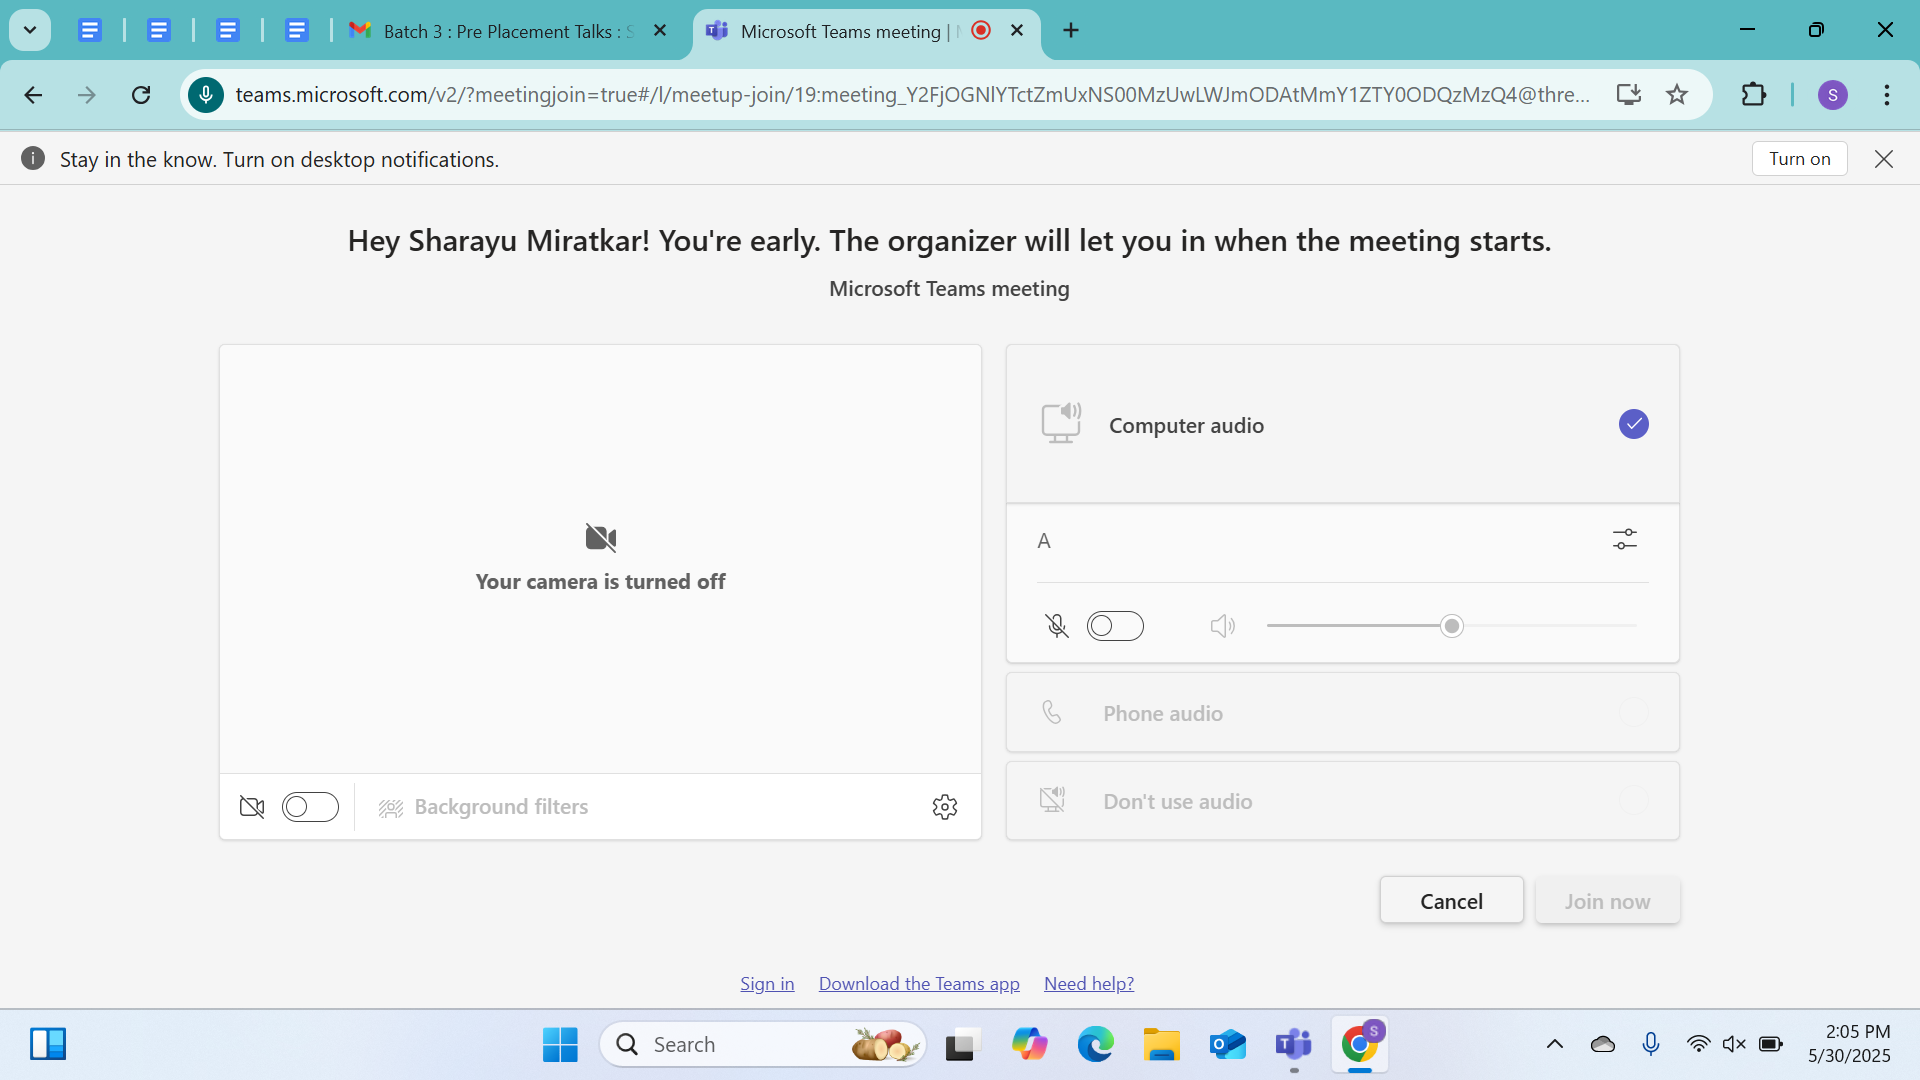 Batch 3 : Pre Placement Talks :
Microsoft Teams meeting |
teams.microsoft.com/v2/?meetingjoin=true#/l/meetup-join/19:meeting_Y2FjOGNlYTctZmUxNS00MzUwLWJmODAtMmY1ZTY0ODQzMzQ4@thre...
S
Stay in the know. Turn on desktop notifications.
Turn on
Hey Sharayu Miratkar! You're early. The organizer will let you in when the meeting starts.
Microsoft Teams meeting
Your camera is turned off
Background filters
Computer audio
A
Phone audio
Don't use audio
Cancel
Join now
Sign in
Download the Teams app
Need help?
Search
S
2:05 PM
5/30/2025